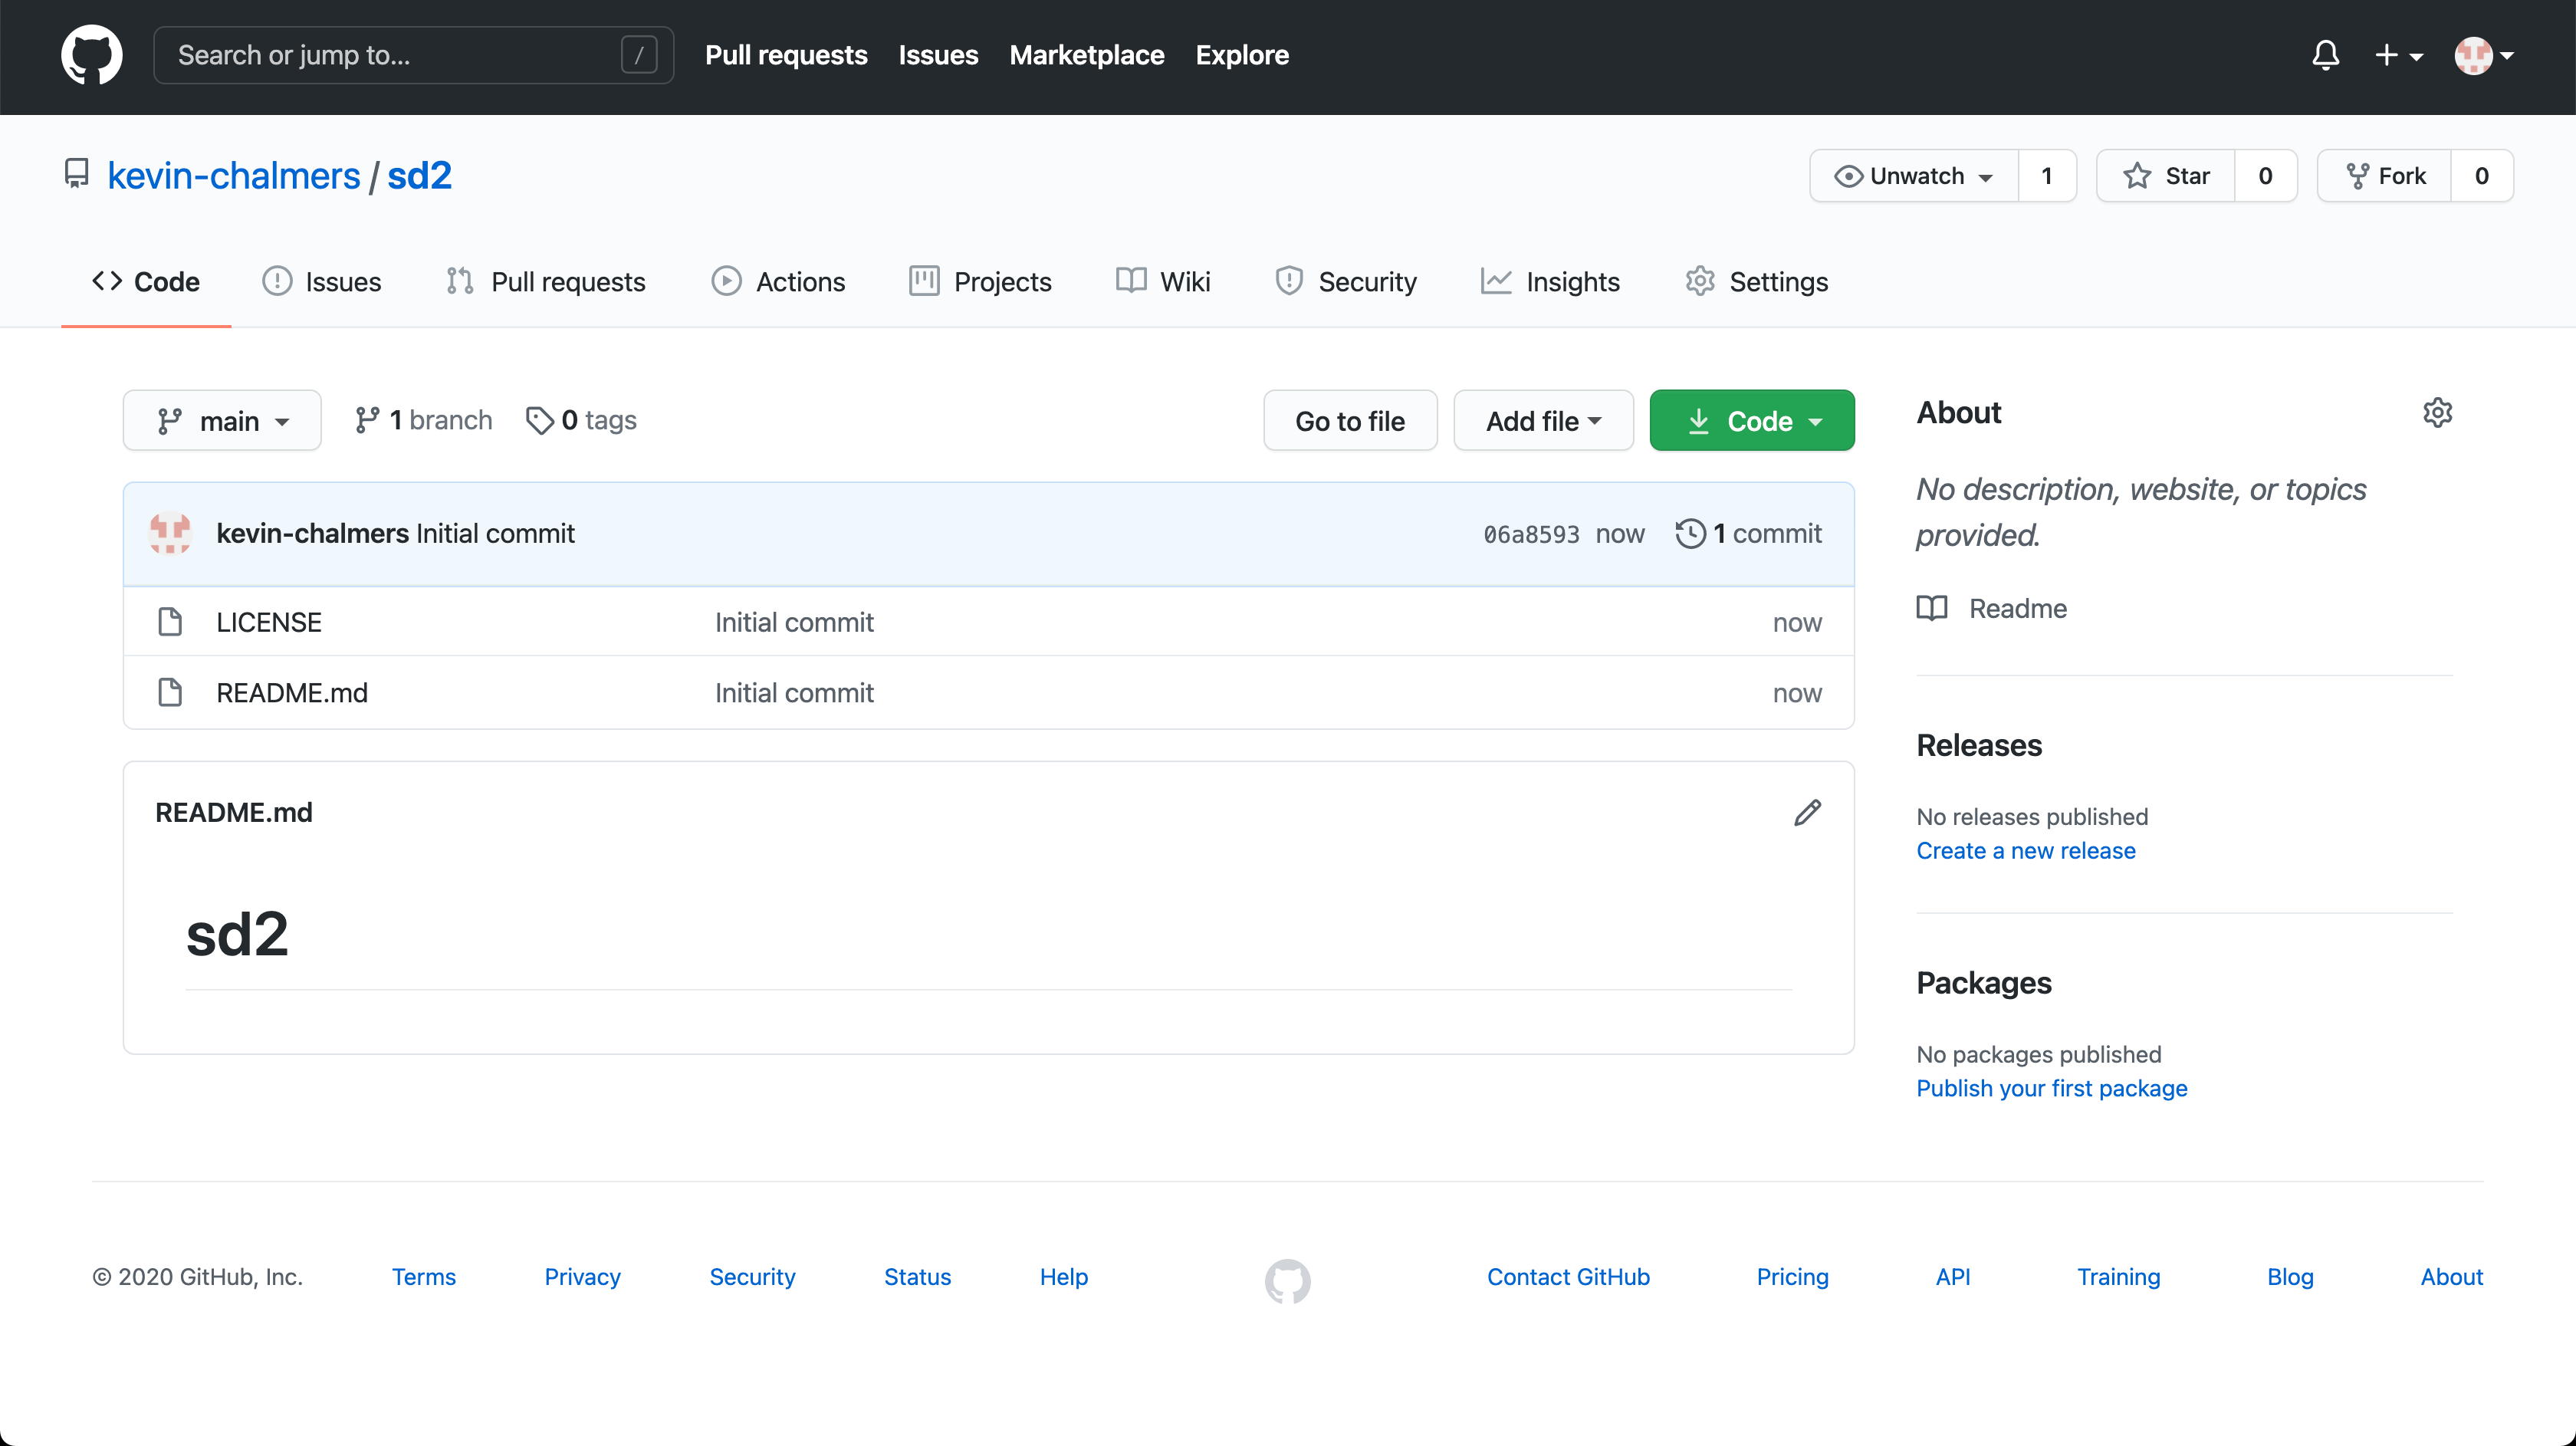 Search or jump to... /
Pull requests Issues Marketplace Explore
kevin-chalmers / sd2
Unwatch 1 Star 0 Fork 0
Code Issues Pull requests Actions Projects Wiki Security Insights Settings
main 1 branch 0 tags
Go to file Add file Code
kevin-chalmers Initial commit 06a8593 now 1 commit
LICENSE Initial commit now
README.md Initial commit now
README.md
sd2
About
No description, website, or topics
provided.
Readme
Releases
No releases published
Create a new release
Packages
No packages published
Publish your first package
© 2020 GitHub, Inc. Terms Privacy Security Status Help Contact GitHub Pricing API Training Blog About